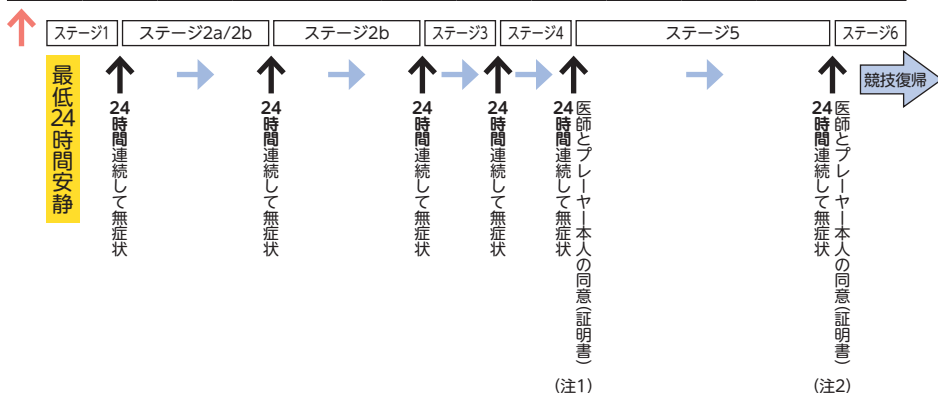 ステージ1
ステージ2a/2b
ステージ2b
ステージ3
ステージ4
ステージ5
ステージ6
最低24時間安静
24時間連続して無症状
24時間連続して無症状
24時間連続して無症状
24時間連続して無症状
医師とプレーヤー本人の同意(証明書)
24時間連続して無症状
医師とプレーヤー本人の同意(証明書)
24時間連続して無症状
競技復帰
(注1)
(注2)